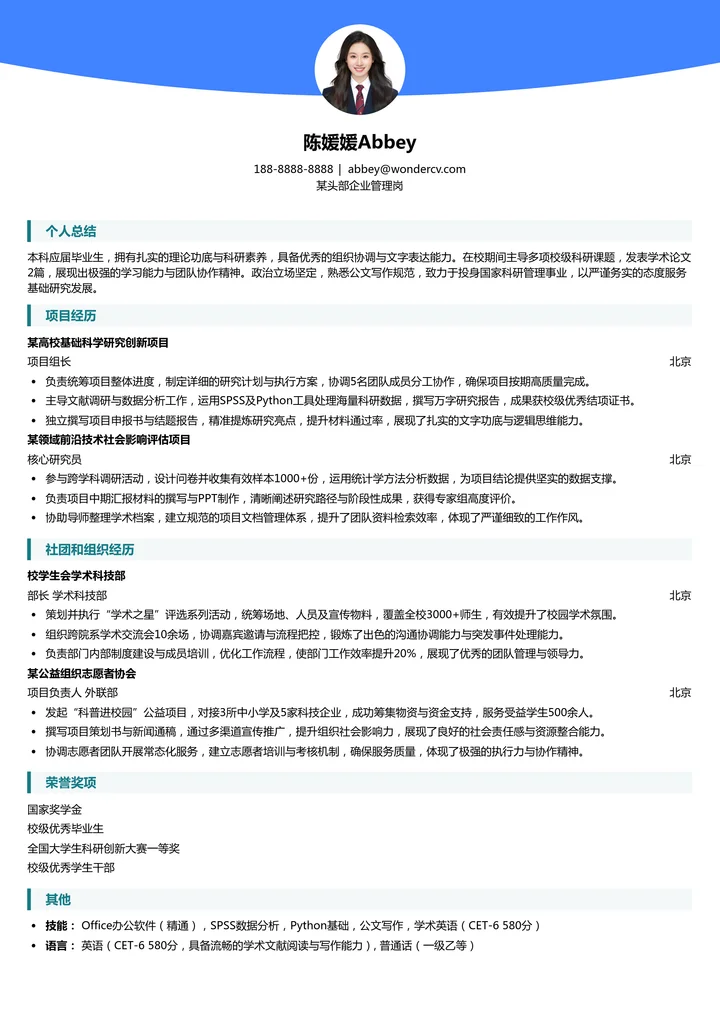 陈媛媛Abbey
188-8888-8888 | abbey@wondercv.com
某头部企业管理岗
个人总结
本科应届毕业生，拥有扎实的理论功底与科研素养，具备优秀的组织协调与文字表达能力。在校期间主导多项校级科研课题，发表学术论文
2篇，展现出极强的学习能力与团队协作精神。政治立场坚定，熟悉公文写作规范，致力于投身国家科研管理事业，以严谨务实的态度服务
基础研究发展。
项目经历
某高校基础科学研究创新项目
项目组长 北京
• 负责统筹项目整体进度，制定详细的研究计划与执行方案，协调5名团队成员分工协作，确保项目按期高质量完成。
• 主导文献调研与数据分析工作，运用SPSS及Python工具处理海量科研数据，撰写万字研究报告，成果获校级优秀结项证书。
• 独立撰写项目申报书与结题报告，精准提炼研究亮点，提升材料通过率，展现了扎实的文字功底与逻辑思维能力。
某领域前沿技术社会影响评估项目
核心研究员 北京
• 参与跨学科调研活动，设计问卷并收集有效样本1000+份，运用统计学方法分析数据，为项目结论提供坚实的数据支撑。
• 负责项目中期汇报材料的撰写与PPT制作，清晰阐述研究路径与阶段性成果，获得专家组高度评价。
• 协助导师整理学术档案，建立规范的项目文档管理体系，提升了团队资料检索效率，体现了严谨细致的工作作风。
社团和组织经历
校学生会学术科技部
部长 学术科技部 北京
• 策划并执行“学术之星”评选系列活动，统筹场地、人员及宣传物料，覆盖全校3000+师生，有效提升了校园学术氛围。
• 组织跨院系学术交流会10余场，协调嘉宾邀请与流程把控，锻炼了出色的沟通协调能力与突发事件处理能力。
• 负责部门内部制度建设与成员培训，优化工作流程，使部门工作效率提升20%，展现了优秀的团队管理与领导力。
某公益组织志愿者协会
项目负责人 外联部 北京
• 发起“科普进校园”公益项目，对接3所中小学及5家科技企业，成功筹集物资与资金支持，服务受益学生500余人。
• 撰写项目策划书与新闻通稿，通过多渠道宣传推广，提升组织社会影响力，展现了良好的社会责任感与资源整合能力。
• 协调志愿者团队开展常态化服务，建立志愿者培训与考核机制，确保服务质量，体现了极强的执行力与协作精神。
荣誉奖项
国家奖学金
校级优秀毕业生
全国大学生科研创新大赛一等奖
校级优秀学生干部
其他
• 技能： Office办公软件（精通），SPSS数据分析，Python基础，公文写作，学术英语（CET-6 580分）
• 语言： 英语（CET-6 580分，具备流畅的学术文献阅读与写作能力），普通话（一级乙等）